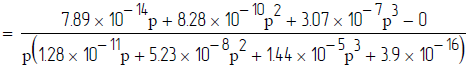 = \frac{7.89 × 10^{-14}p + 8.28 × 10^{-10}p^2 + 3.07 × 10^{-7}p^3 − 0}{p(1.28 × 10^{-11}p + 5.23 × 10^{-8}p^2 + 1.44 × 10^{-5}p^3 + 3.9 × 10^{-16})}